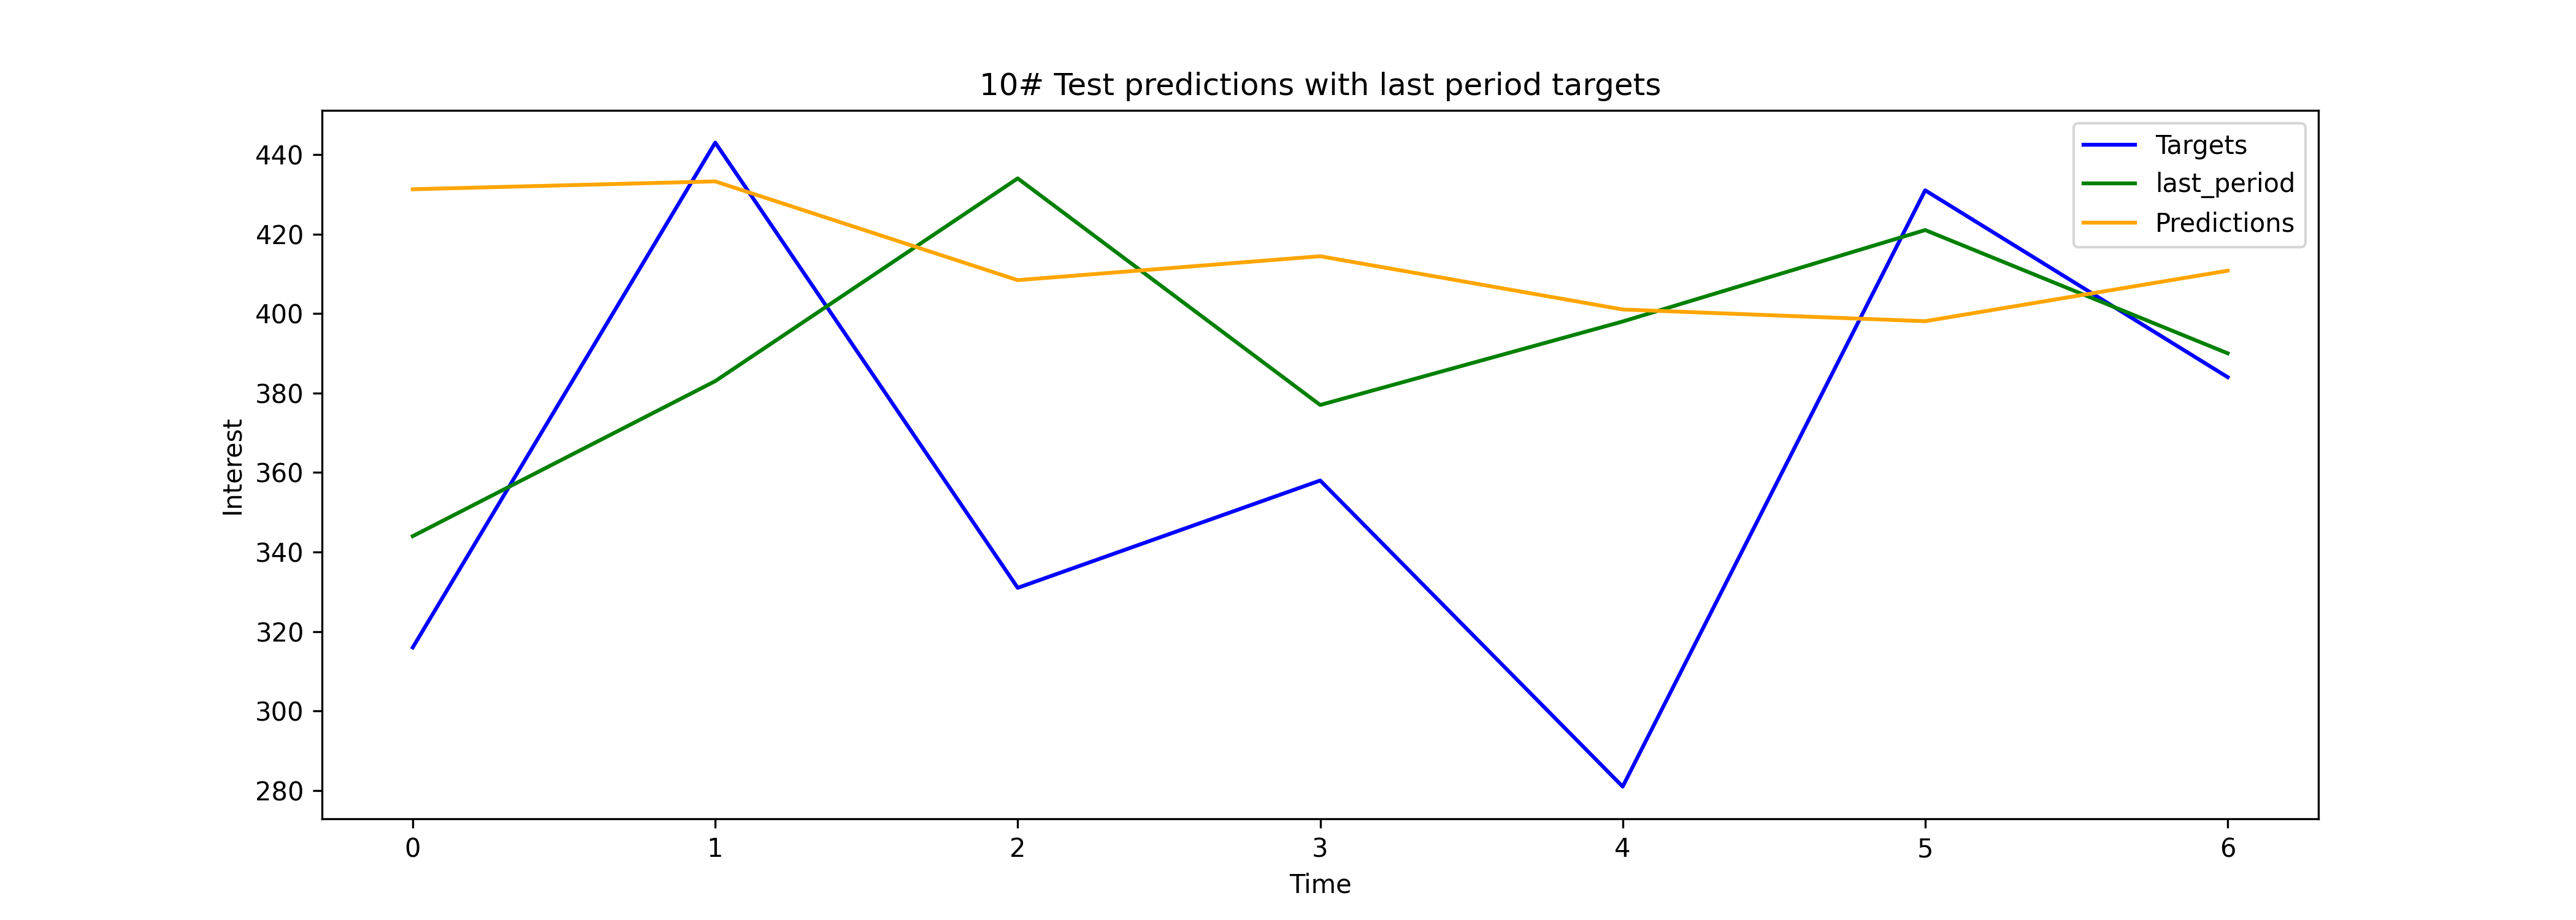 10# Test predictions with last period targets
Targets
last_period
Predictions
440
420
400
380
360
340
320
300
280
Interest
0 1 2 3 4 5 6
Time